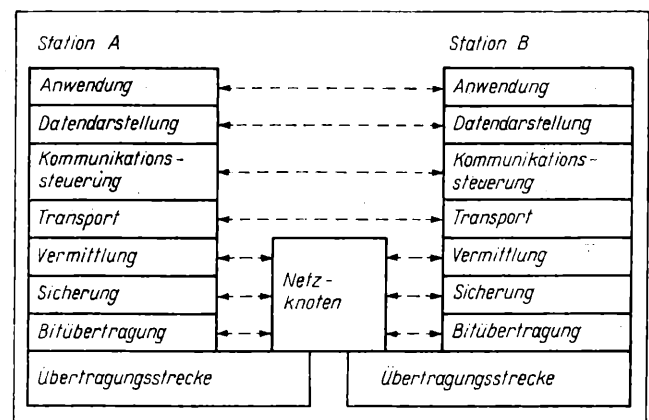 Station A
Anwendung
Datendarstellung
Kommunikations-
steuerung
Transport
Vermittlung
Sicherung
Bitübertragung
Übertragungsstrecke
Netz-
knoten
Station B
Anwendung
Datendarstellung
Kommunikations-
steuerung
Transport
Vermittlung
Sicherung
Bitübertragung
Übertragungsstrecke